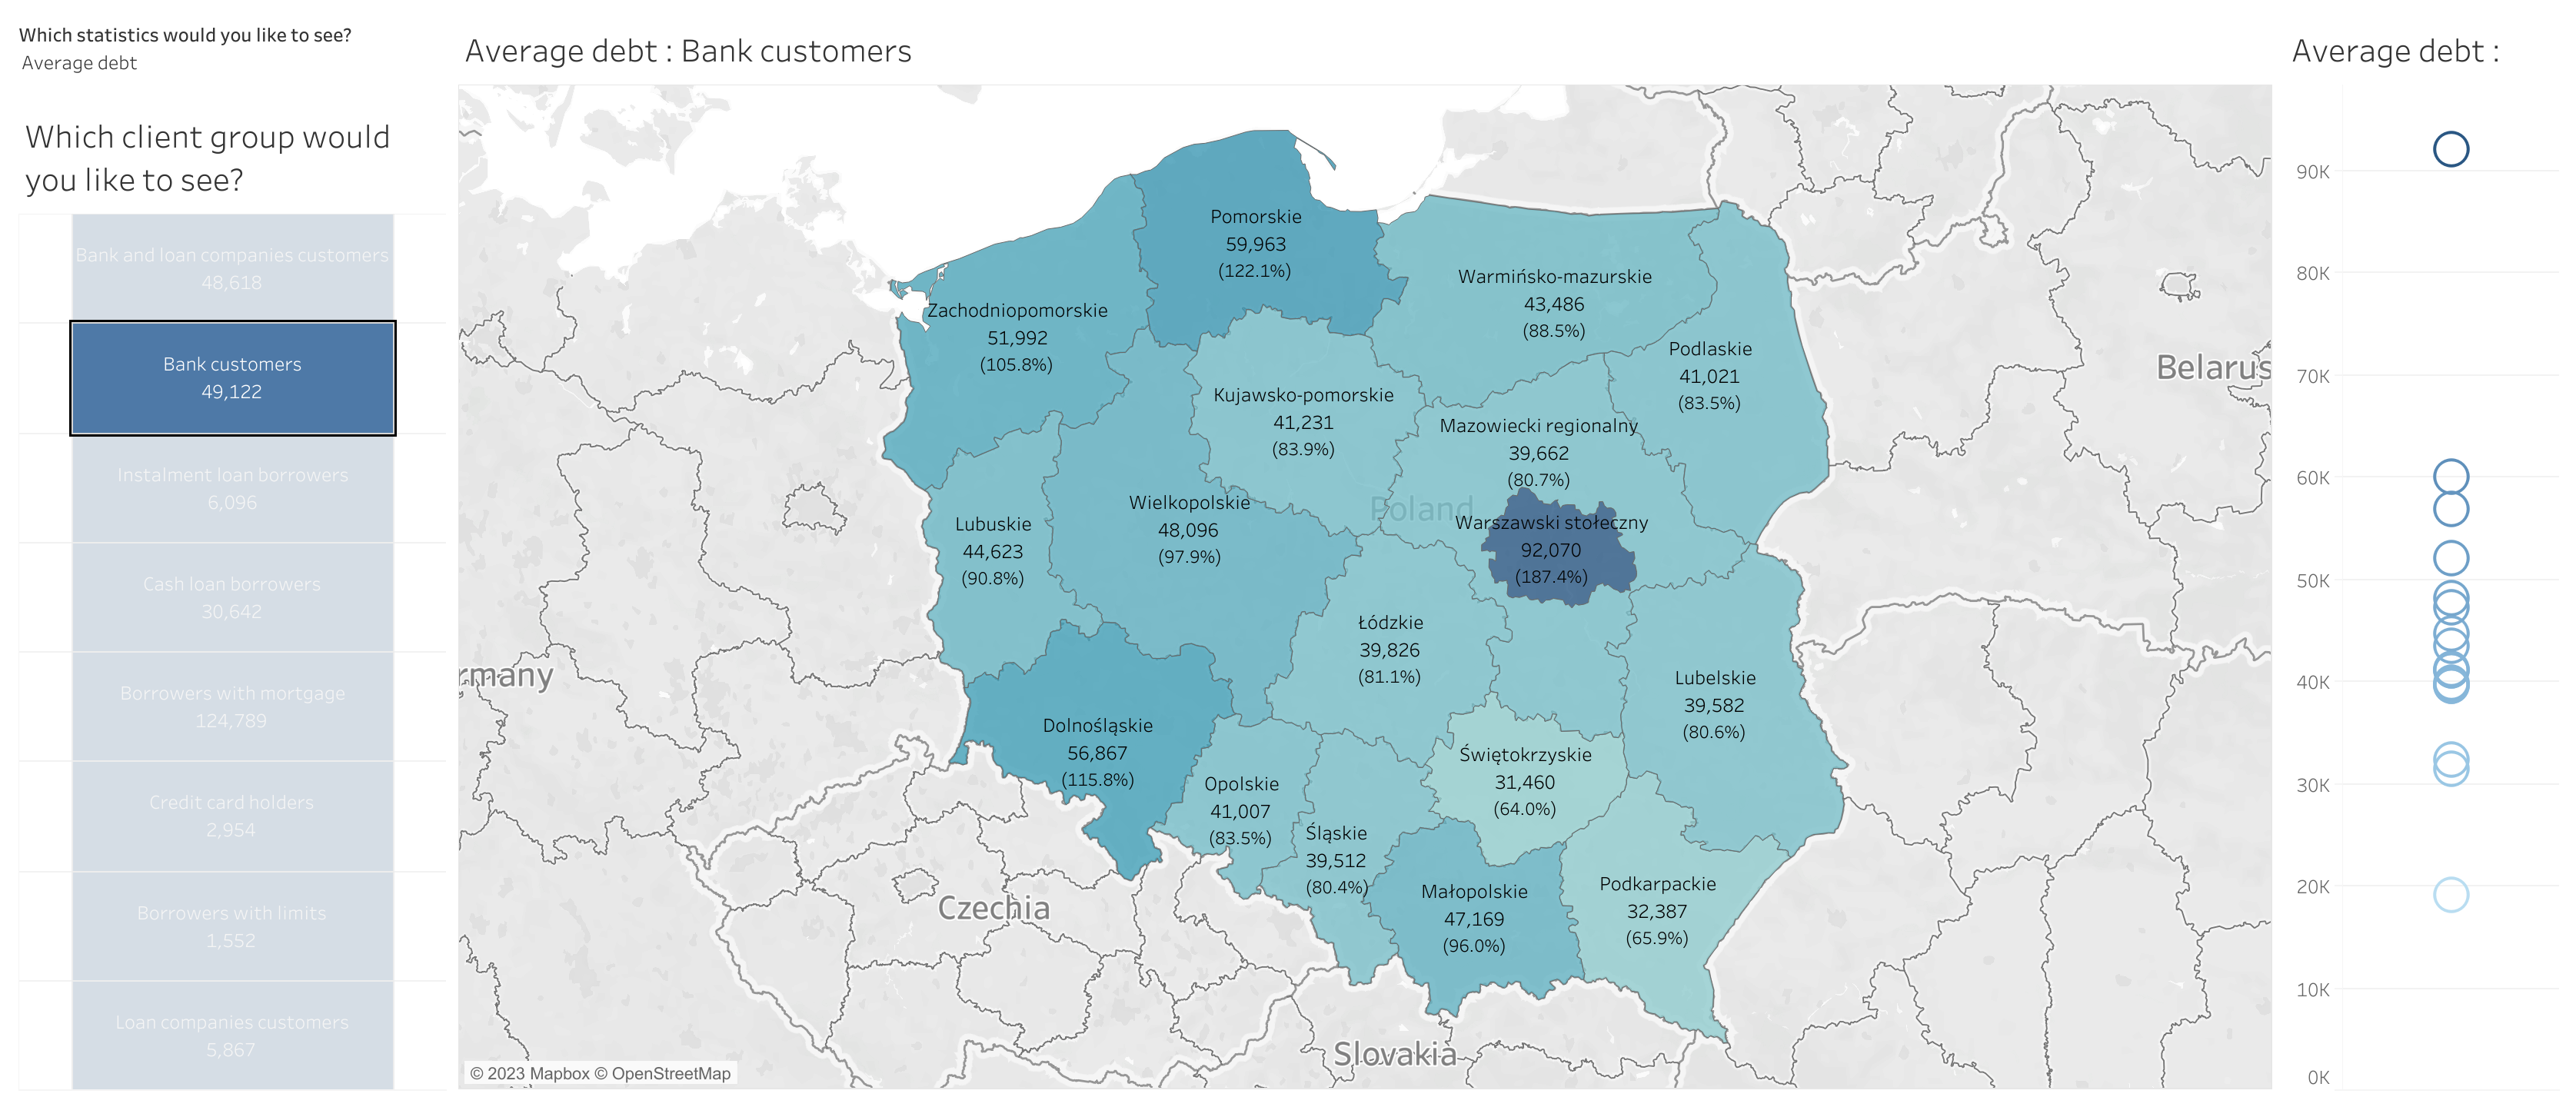 Which statistics would you like to see?
Average debt
Which client group would
you like to see?
Bank and loan companies customers
48,618
Bank customers
49,122
Instalment loan borrowers
6,096
Cash loan borrowers
30,642
Borrowers with mortgage
124,789
Credit card holders
2,954
Borrowers with limits
1,552
Loan companies customers
5,867
Average debt : Bank customers
Pomorskie
59,963
(122.1%)
Warmińsko-mazurskie
43,486
(88.5%)
Zachodniopomorskie
51,992
(105.8%)
Podlaskie
41,021
(83.5%)
Kujawsko-pomorskie
41,231
(83.9%)
Mazowiecki regionalny
39,662
(80.7%)
Poland
Wielkopolskie
48,096
(97.9%)
Lubuskie
44,623
(90.8%)
Warszawski stołeczny
92,070
(187.4%)
Łódzkie
39,826
(81.1%)
Lubelskie
39,582
(80.6%)
Dolnośląskie
56,867
(115.8%)
Świętokrzyskie
31,460
(64.0%)
Opolskie
41,007
(83.5%)
Śląskie
39,512
(80.4%)
Małopolskie
47,169
(96.0%)
Podkarpackie
32,387
(65.9%)
Belarus
rmany
Czechia
Slovakia
© 2023 Mapbox © OpenStreetMap
Average debt :
90K
80K
70K
60K
50K
40K
30K
20K
10K
0K